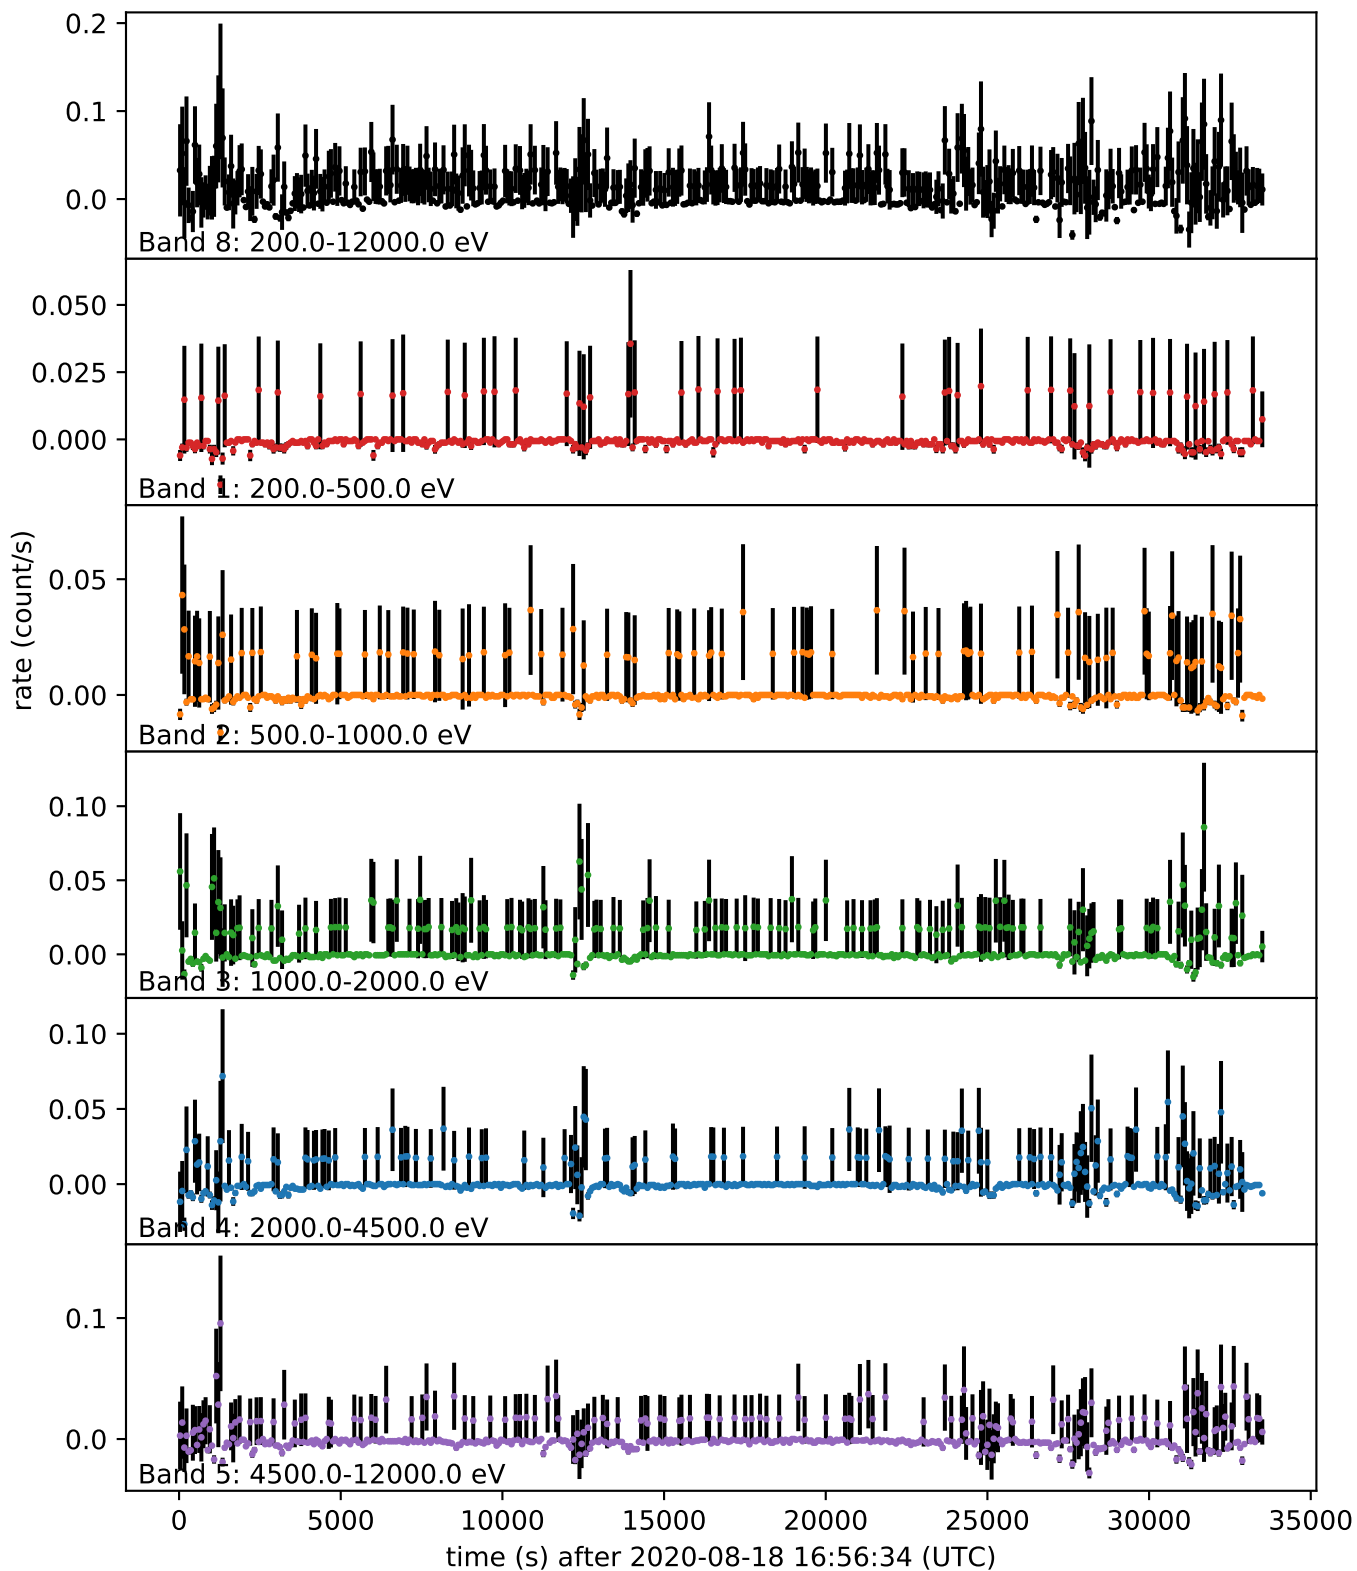 0.2
0.1
0.0
Band 8: 200.0-12000.0 eV
0.050
0.025
0.000
Band 1: 200.0-500.0 eV
rate (count/s)
0.05
0.00
Band 2: 500.0-1000.0 eV
0.10
0.05
0.00
Band 3: 1000.0-2000.0 eV
0.10
0.05
0.00
Band 4: 2000.0-4500.0 eV
0.1
0.0
Band 5: 4500.0-12000.0 eV
0 5000 10000 15000 20000 25000 30000 35000
time (s) after 2020-08-18 16:56:34 (UTC)